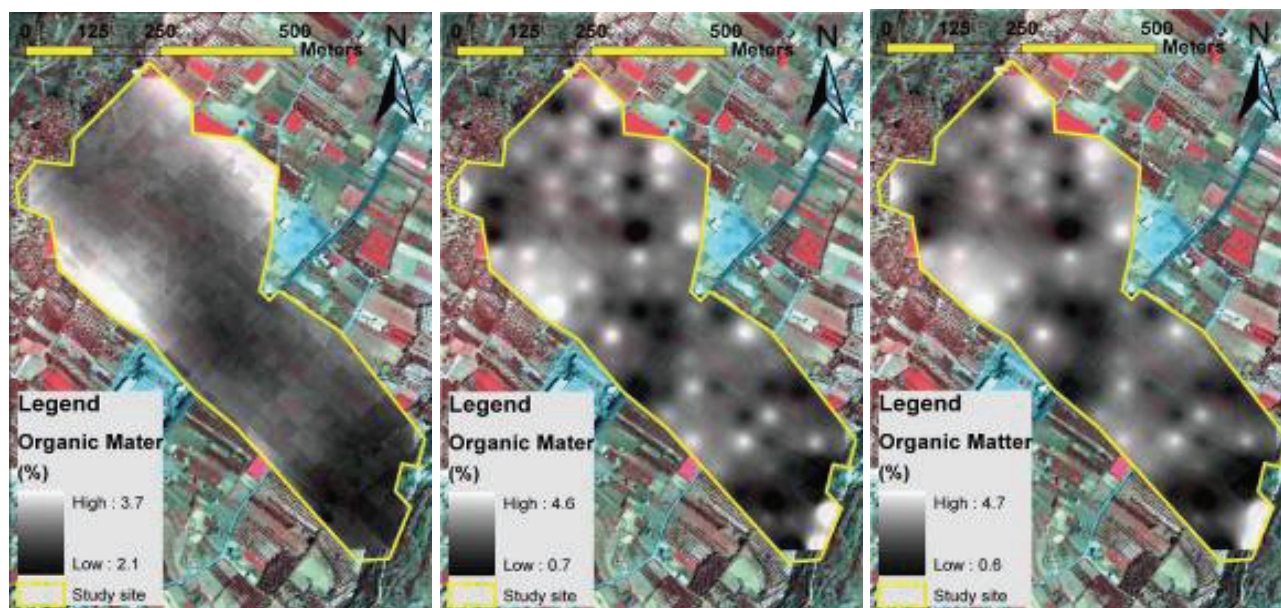 0 125 250 500
Meters
N
Legend
Organic Mater
(%)
High : 3.7
Low : 2.1
Study site
0 125 250 500
Meters
N
Legend
Organic Mater
(%)
High : 4.6
Low : 0.7
Study site
0 125 250 500
Meters
N
Legend
Organic Matter
(%)
High : 4.7
Low : 0.6
Study site